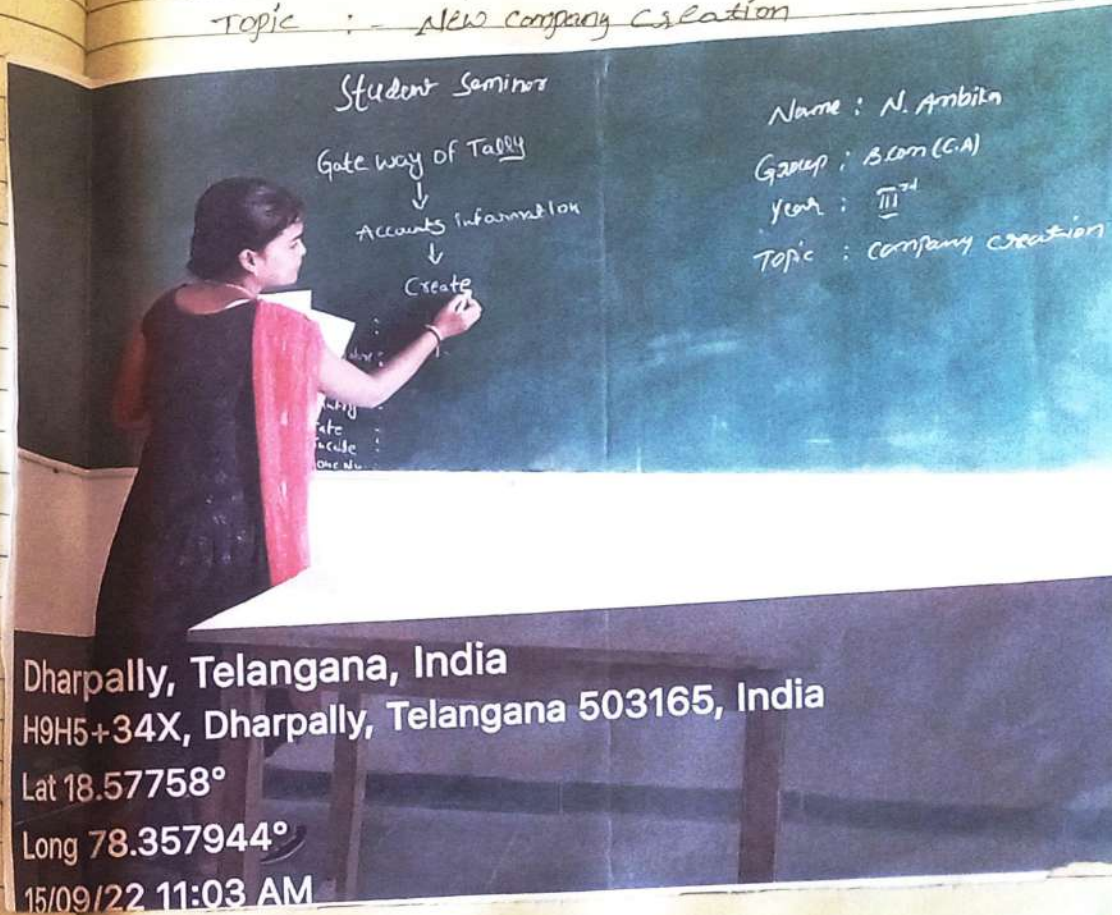 Topic :- New Company Creation
Student Seminor
Gate way of Tally
↓
Accounts information
↓
Create
Name : N. Ambika
Group : B.Com (C.A)
Year : IIIrd
Topic : Company creation
Dharpally, Telangana, India
H9H5+34X, Dharpally, Telangana 503165, India
Lat 18.57758°
Long 78.357944°
15/09/22 11:03 AM